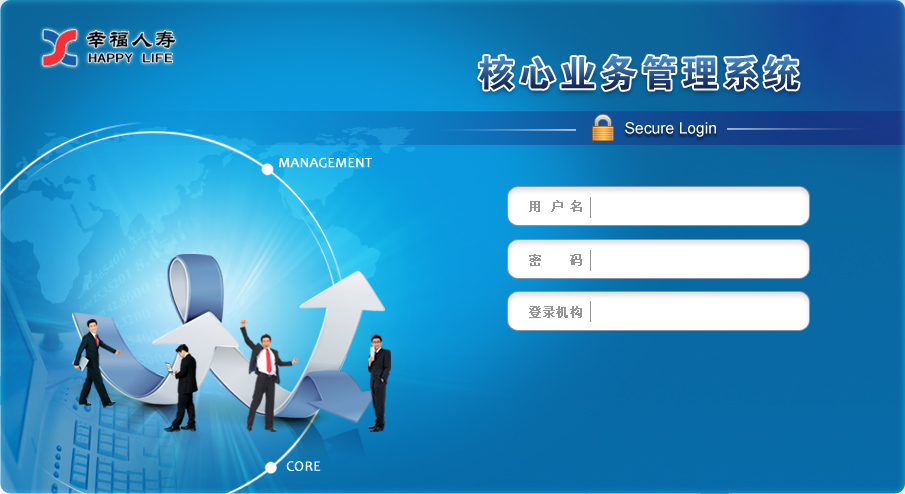 幸福人寿
HAPPY LIFE
核心业务管理系统
Secure Login
MANAGEMENT
用户名
密码
登录机构
CORE